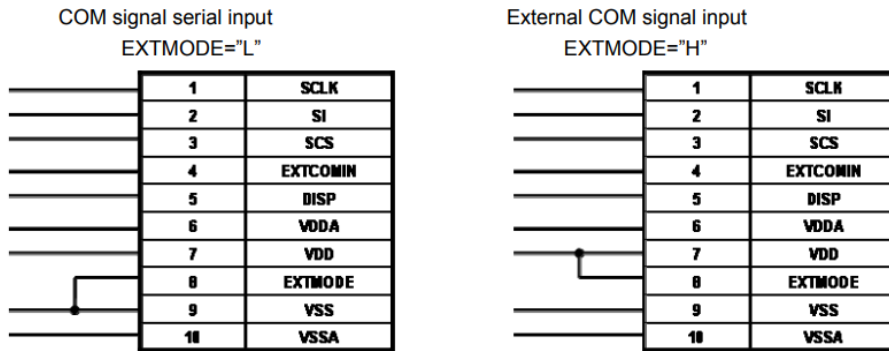 COM signal serial input
EXTMODE=”L”
1 SCLK
2 SI
3 SCS
4 EXTCOMIN
5 DISP
6 VDDA
7 VDD
8 EXTMODE
9 VSS
10 VSSA
External COM signal input
EXTMODE=”H”
1 SCLK
2 SI
3 SCS
4 EXTCOMIN
5 DISP
6 VDDA
7 VDD
8 EXTMODE
9 VSS
10 VSSA